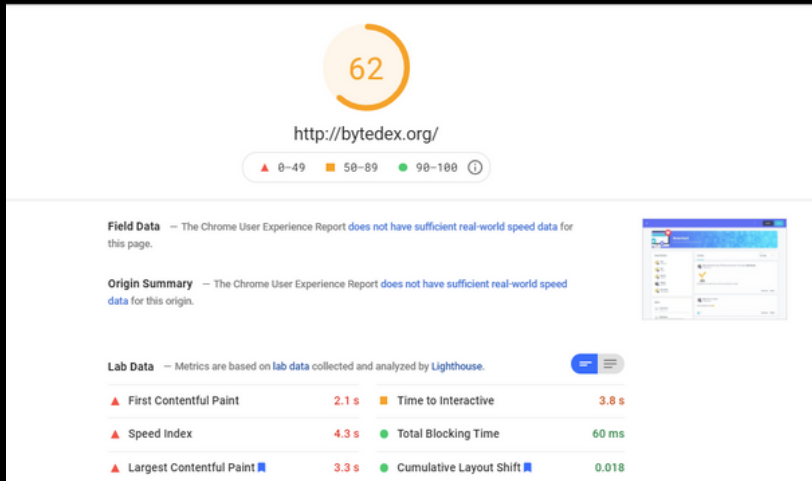 62
http://bytedex.org/
0–49 50–89 90–100
Field Data — The Chrome User Experience Report does not have sufficient real-world speed data for
this page.
Origin Summary — The Chrome User Experience Report does not have sufficient real-world speed
data for this origin.
Lab Data — Metrics are based on lab data collected and analyzed by Lighthouse.
First Contentful Paint 2.1 s Time to Interactive 3.8 s
Speed Index 4.3 s Total Blocking Time 60 ms
Largest Contentful Paint 3.3 s Cumulative Layout Shift 0.018